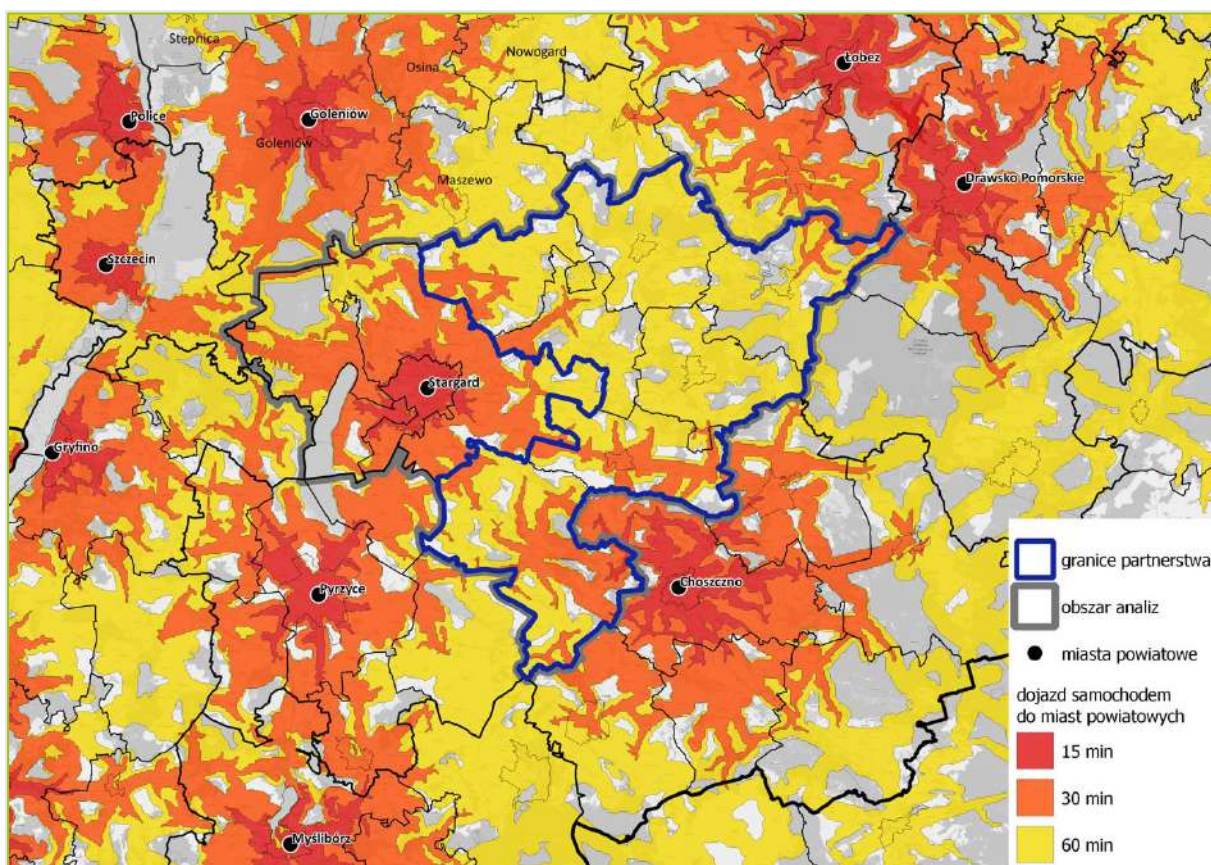 Stepnica
Nowogard
Osina
Łobez
Police
Goleniów
Goleniów
Maszewo
Drawsko Pomorskie
Szczecin
Stargard
Gryfino
Pyrzyce
Choszczno
Myślibórz
granice partnerstwa
obszar analiz
miasta powiatowe
dojazd samochodem
do miast powiatowych
15 min
30 min
60 min